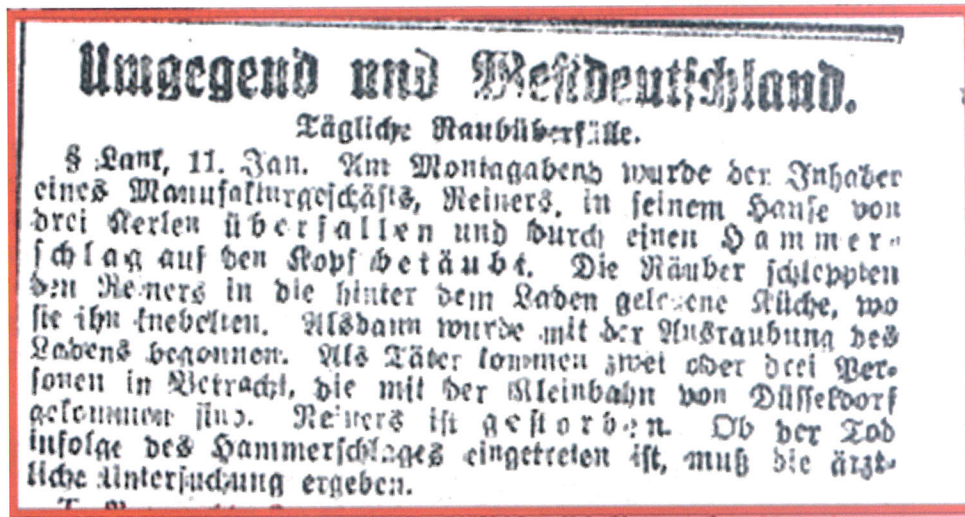 Umgegend und Westdeutschland.
Tägliche Raubüberfälle.
§ Lank, 11. Jan. Am Montagabend wurde der Inhaber
eines Manufakturgeschäfts, Reiners, in seinem Hause von
drei Kerlen überfallen und durch einen Hammer-
schlag auf den Kopf betäubt. Die Räuber schleppten
den Reiners in die hinter dem Laden gelegene Küche, wo
sie ihn knebelten. Alsdann wurde mit der Ausraubung des
Ladens begonnen. Als Täter kommen zwei oder drei Per-
sonen in Betracht, die mit der Kleinbahn von Düsseldorf
gekommen sind. Reiners ist gestorben. Ob der Tod
infolge des Hammerschlages eingetreten ist, muß die ärzt-
liche Untersuchung ergeben.